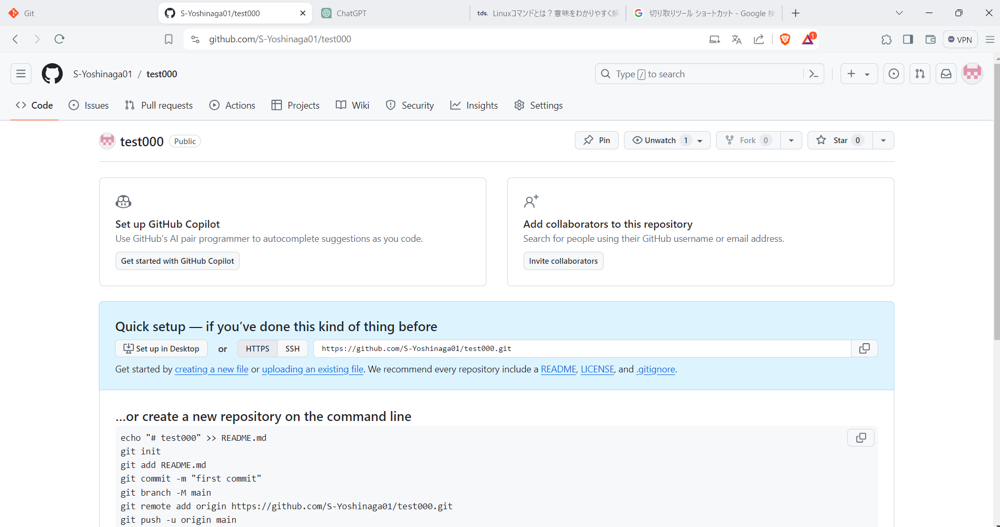 Git
S-Yoshinaga01/test000
ChatGPT
tds. Linuxコマンドとは？意味をわかりやすく解
切り取りツール ショートカット - Google 検
github.com/S-Yoshinaga01/test000
1
VPN
S-Yoshinaga01 / test000
Type / to search
Code
Issues
Pull requests
Actions
Projects
Wiki
Security
Insights
Settings
test000 Public
Pin
Unwatch 1
Fork 0
Star 0
Set up GitHub Copilot
Use GitHub's AI pair programmer to autocomplete suggestions as you code.
Get started with GitHub Copilot
Add collaborators to this repository
Search for people using their GitHub username or email address.
Invite collaborators
Quick setup — if you’ve done this kind of thing before
Set up in Desktop or HTTPS SSH https://github.com/S-Yoshinaga01/test000.git
Get started by creating a new file or uploading an existing file. We recommend every repository include a README, LICENSE, and .gitignore.
…or create a new repository on the command line
echo "# test000" >> README.md
git init
git add README.md
git commit -m "first commit"
git branch -M main
git remote add origin https://github.com/S-Yoshinaga01/test000.git
git push -u origin main